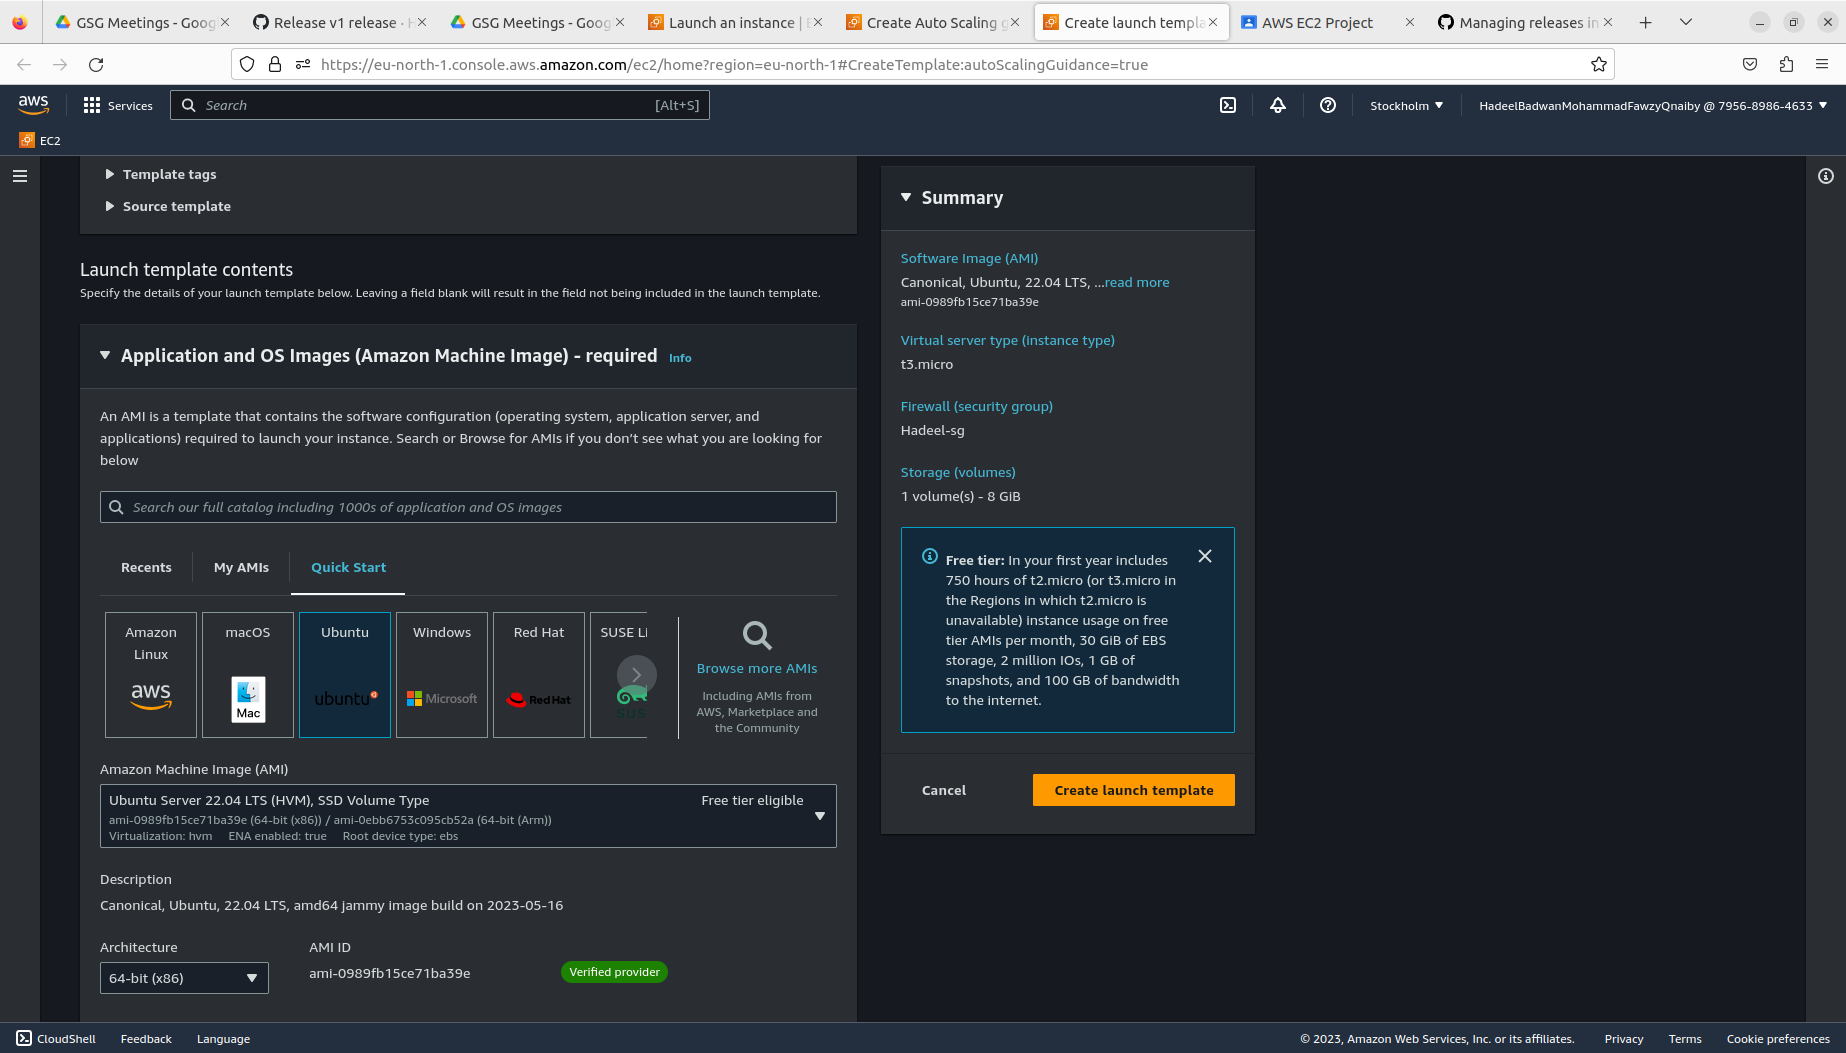 GSG Meetings - Goog
Release v1 release · H
GSG Meetings - Goog
Launch an instance | E
Create Auto Scaling g
Create launch templa
AWS EC2 Project
Managing releases in
https://eu-north-1.console.aws.amazon.com/ec2/home?region=eu-north-1#CreateTemplate:autoScalingGuidance=true
aws
Services
Search
[Alt+S]
Stockholm
HadeelBadwanMohammadFawzyQnaiby @ 7956-8986-4633
EC2
Template tags
Source template
Launch template contents
Specify the details of your launch template below. Leaving a field blank will result in the field not being included in the launch template.
Application and OS Images (Amazon Machine Image) - required Info
An AMI is a template that contains the software configuration (operating system, application server, and
applications) required to launch your instance. Search or Browse for AMIs if you don’t see what you are looking for
below
Search our full catalog including 1000s of application and OS images
Recents
My AMIs
Quick Start
Amazon
Linux
aws
macOS
Mac
Ubuntu
ubuntu
Windows
Microsoft
Red Hat
Red Hat
SUSE Li
SUS
Browse more AMIs
Including AMIs from
AWS, Marketplace and
the Community
Amazon Machine Image (AMI)
Ubuntu Server 22.04 LTS (HVM), SSD Volume Type
Free tier eligible
ami-0989fb15ce71ba39e (64-bit (x86)) / ami-0ebb6753c095cb52a (64-bit (Arm))
Virtualization: hvm ENA enabled: true Root device type: ebs
Description
Canonical, Ubuntu, 22.04 LTS, amd64 jammy image build on 2023-05-16
Architecture
AMI ID
64-bit (x86)
ami-0989fb15ce71ba39e
Verified provider
Summary
Software Image (AMI)
Canonical, Ubuntu, 22.04 LTS, ...read more
ami-0989fb15ce71ba39e
Virtual server type (instance type)
t3.micro
Firewall (security group)
Hadeel-sg
Storage (volumes)
1 volume(s) - 8 GiB
Free tier: In your first year includes
750 hours of t2.micro (or t3.micro in
the Regions in which t2.micro is
unavailable) instance usage on free
tier AMIs per month, 30 GiB of EBS
storage, 2 million IOs, 1 GB of
snapshots, and 100 GB of bandwidth
to the internet.
Cancel
Create launch template
CloudShell
Feedback
Language
© 2023, Amazon Web Services, Inc. or its affiliates.
Privacy
Terms
Cookie preferences